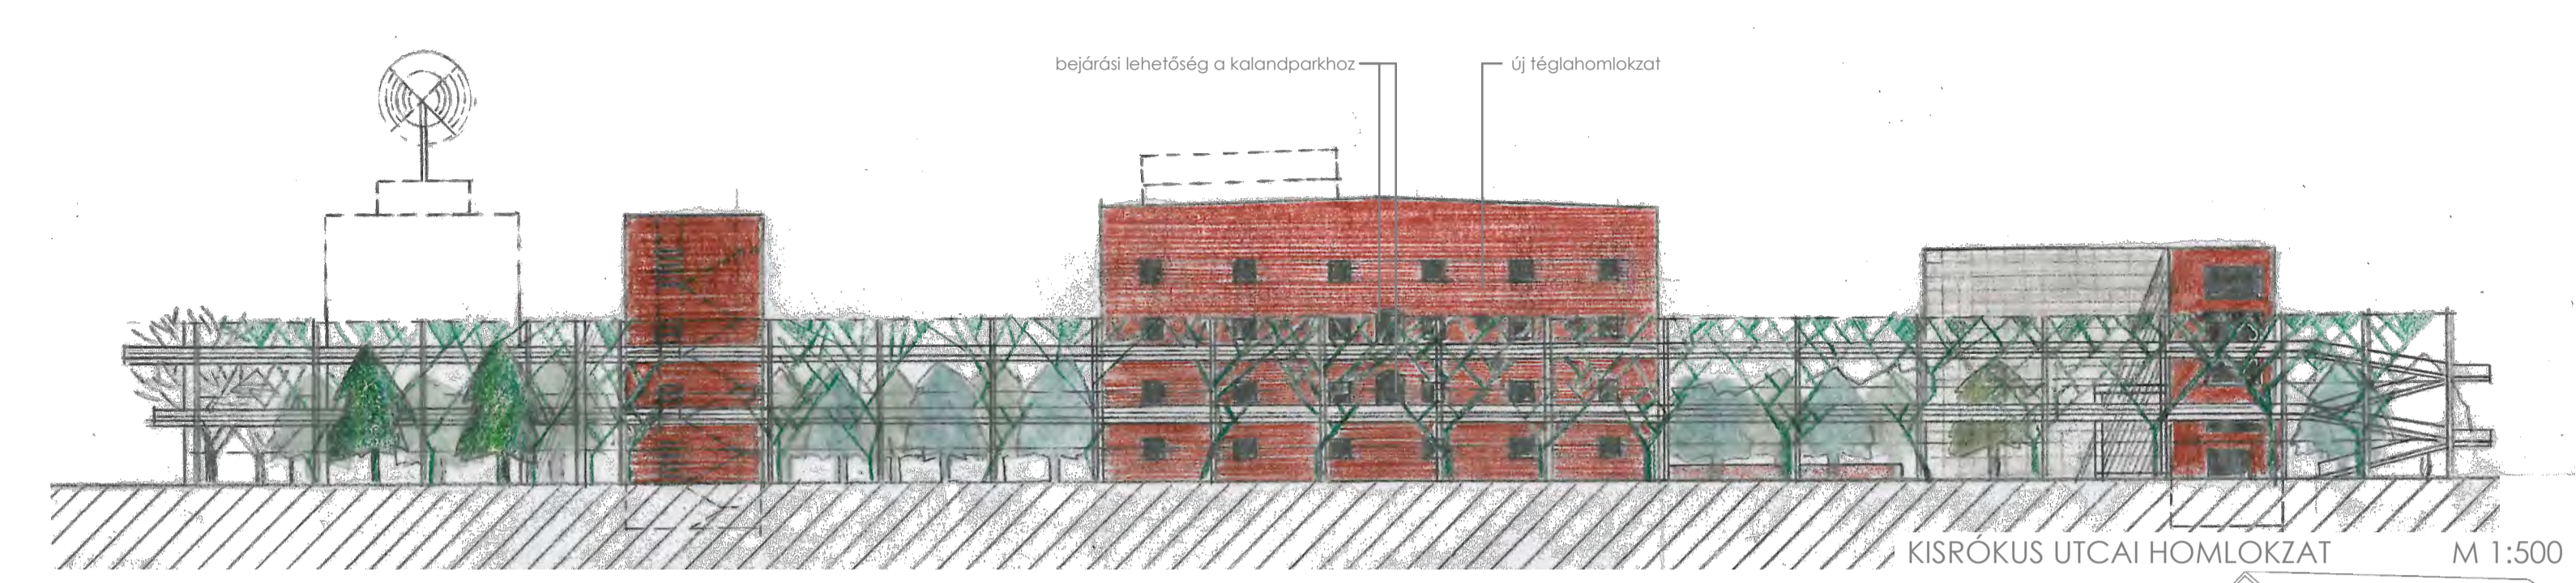 bejárási lehetőség a kalandparkhoz
új téglahomlokzat
KISRÓKUS UTCAI HOMLOKZAT
M 1:500